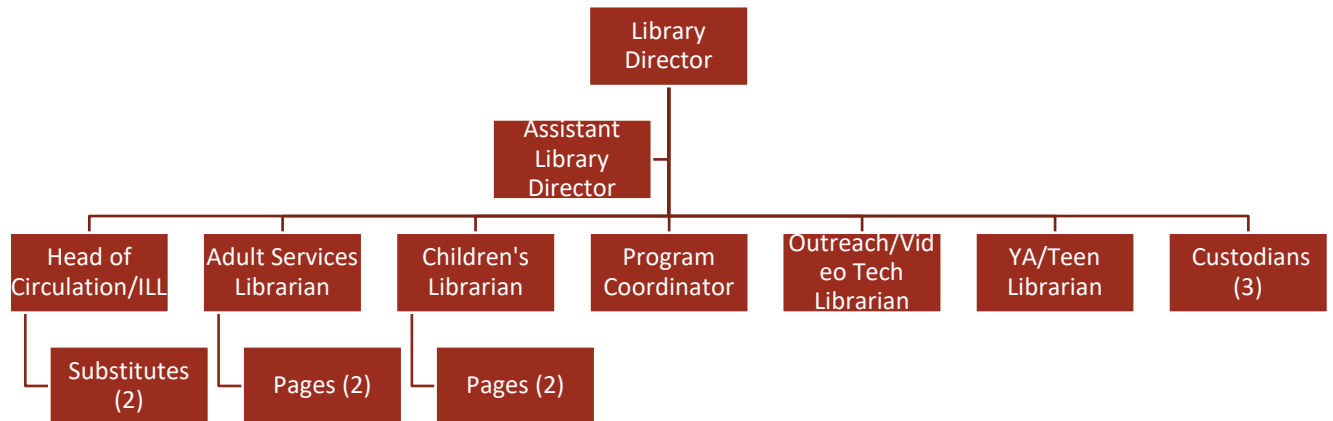 Library
Director
Assistant
Library
Director
Head of
Circulation/ILL
Adult Services
Librarian
Children's
Librarian
Program
Coordinator
Outreach/Vid
eo Tech
Librarian
YA/Teen
Librarian
Custodians
(3)
Substitutes
(2)
Pages (2)
Pages (2)